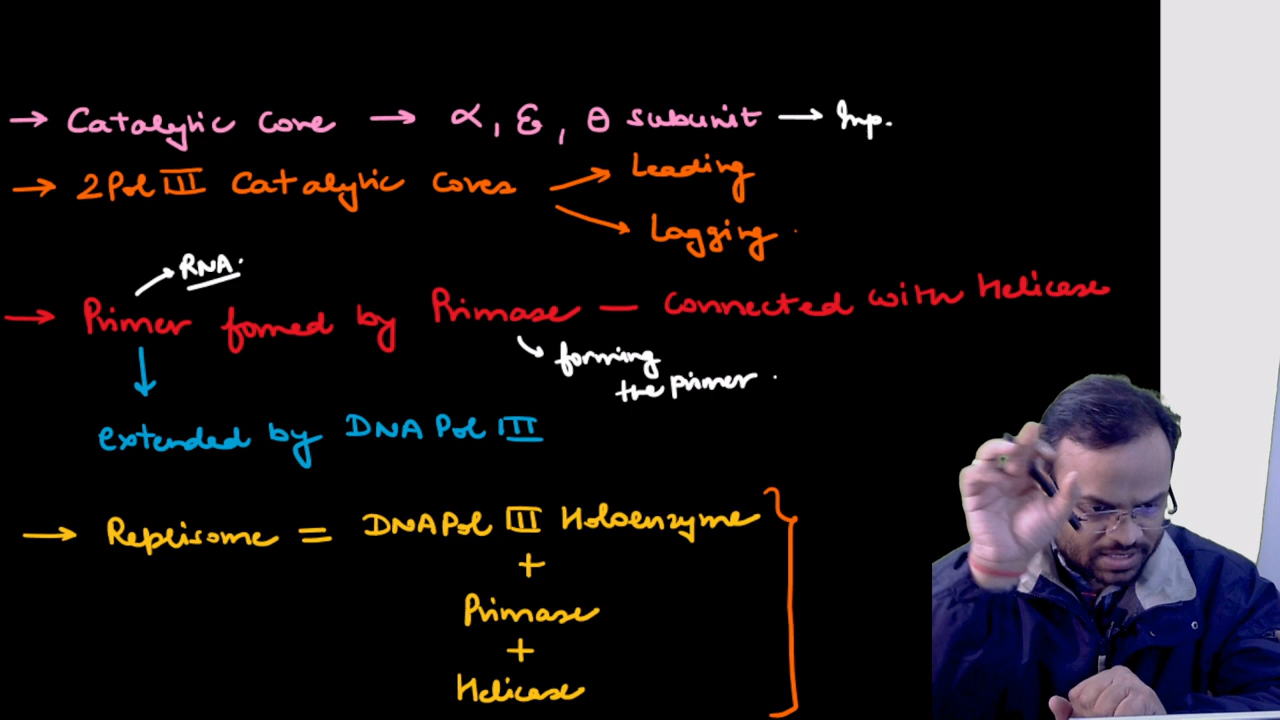 → Catalytic core → α, ε, θ subunit → Imp.
→ 2 Pol III Catalytic Cores → Leading
→ Lagging.
→ RNA.
→ Primer fomed by Primase — connected with Helicase
forming
the primer.
extended by DNA Pol III
→ Replisome = DNA Pol III Holoenzyme
+
Primase
+
Helicase